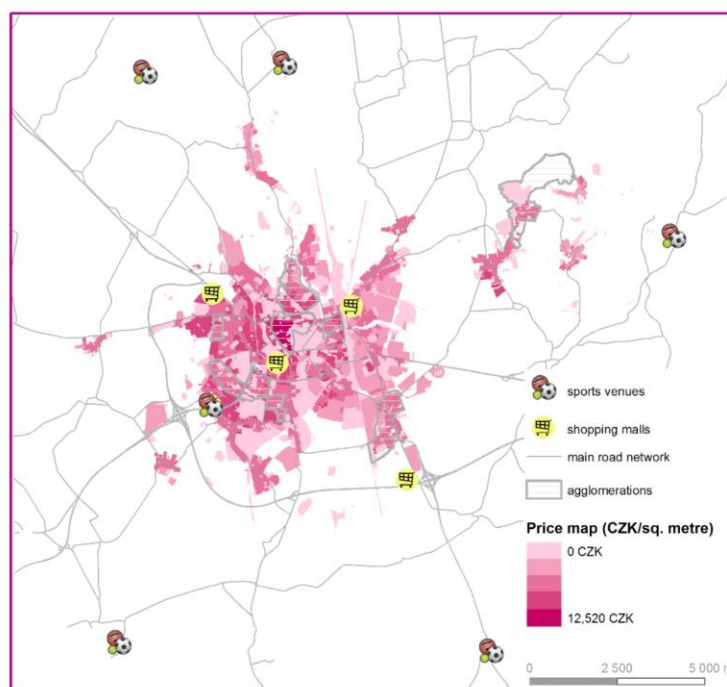 sports venues
shopping malls
main road network
agglomerations
Price map (CZK/sq. metre)
0 CZK
12,520 CZK
0 2 500 5 000 m